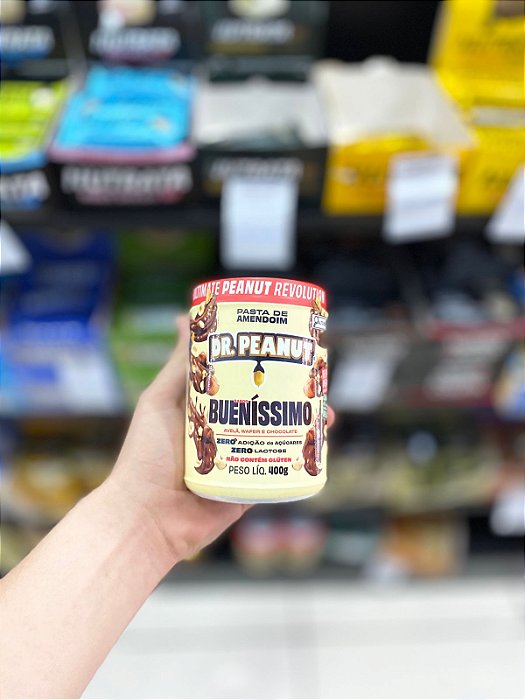 ULTIMATE PEANUT REVOLUTION
PASTA DE
AMENDOIM
DR. PEANUT
SABOR
BUENÍSSIMO
AVELÃ, WAFER E CHOCOLATE
ZERO ADIÇÃO DE AÇÚCARES
ZERO LACTOSE
NÃO CONTÉM GLÚTEN
PESO LÍQ. 400g